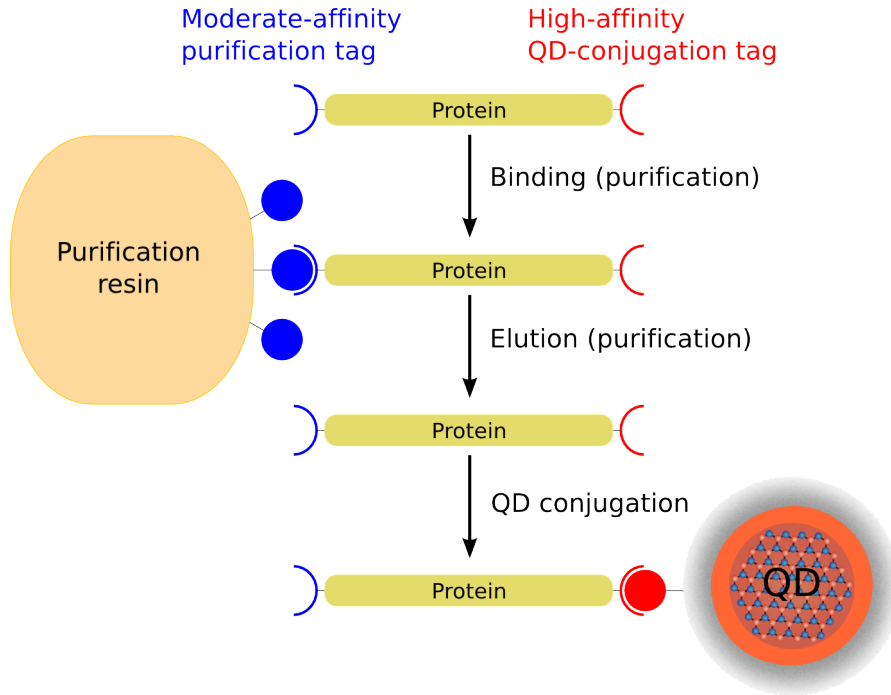 Moderate-affinity
purification tag
High-affinity
QD-conjugation tag
Protein
Binding (purification)
Purification
resin
Protein
Elution (purification)
Protein
QD conjugation
Protein
QD